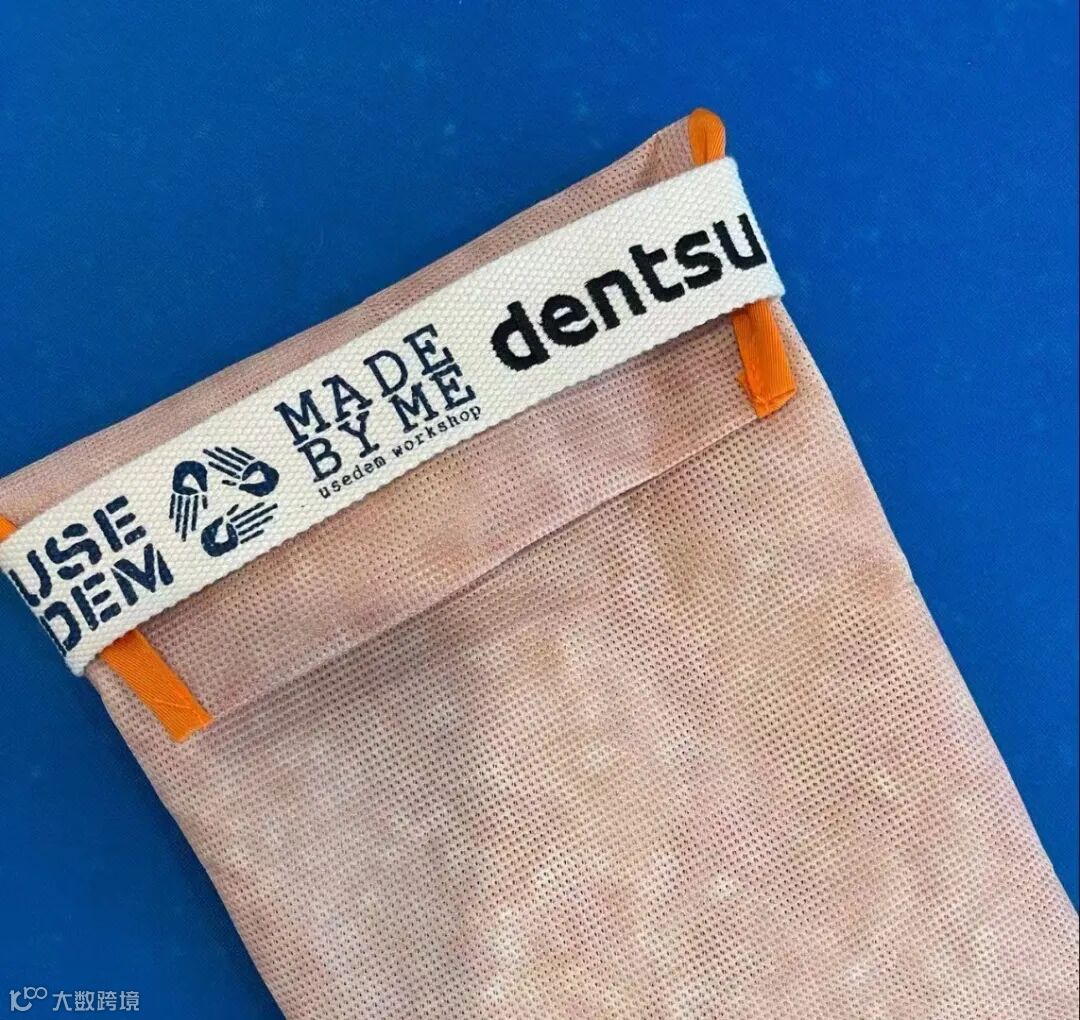 USE
DEM
MADE
BY ME
usedem workshop
dentsu
大数跨境